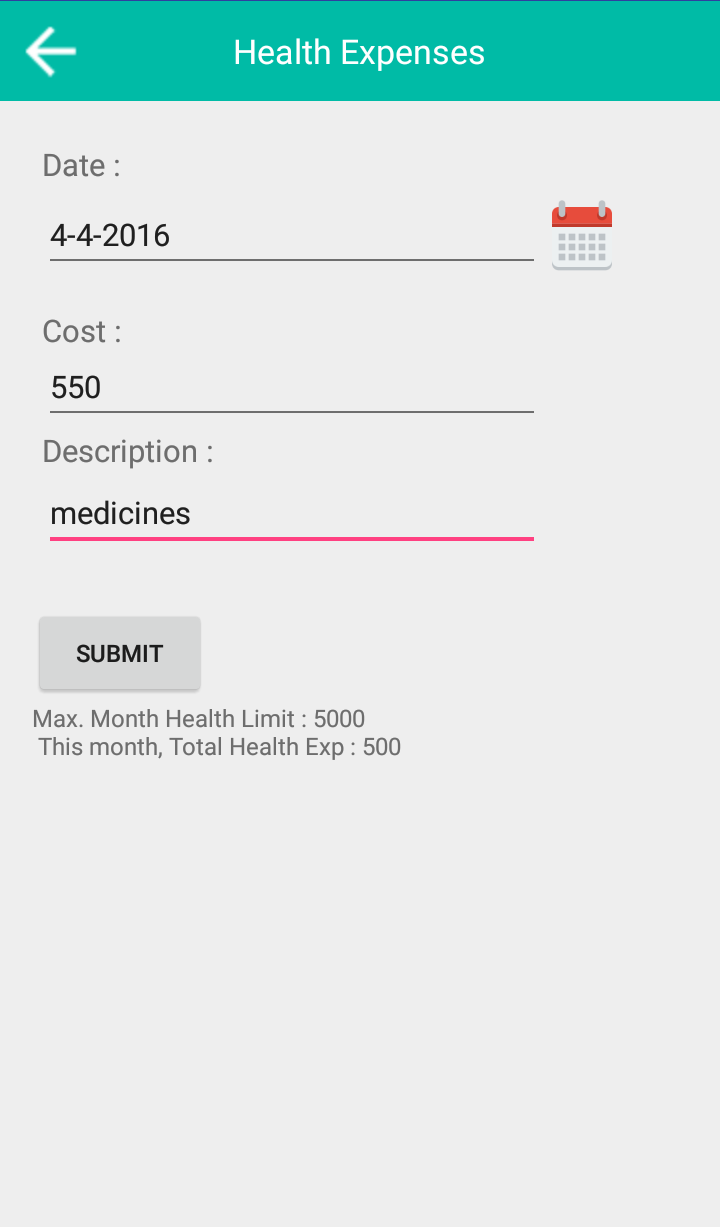 Health Expenses
Date :
4-4-2016
Cost :
550
Description :
medicines
SUBMIT
Max. Month Health Limit : 5000
This month, Total Health Exp : 500